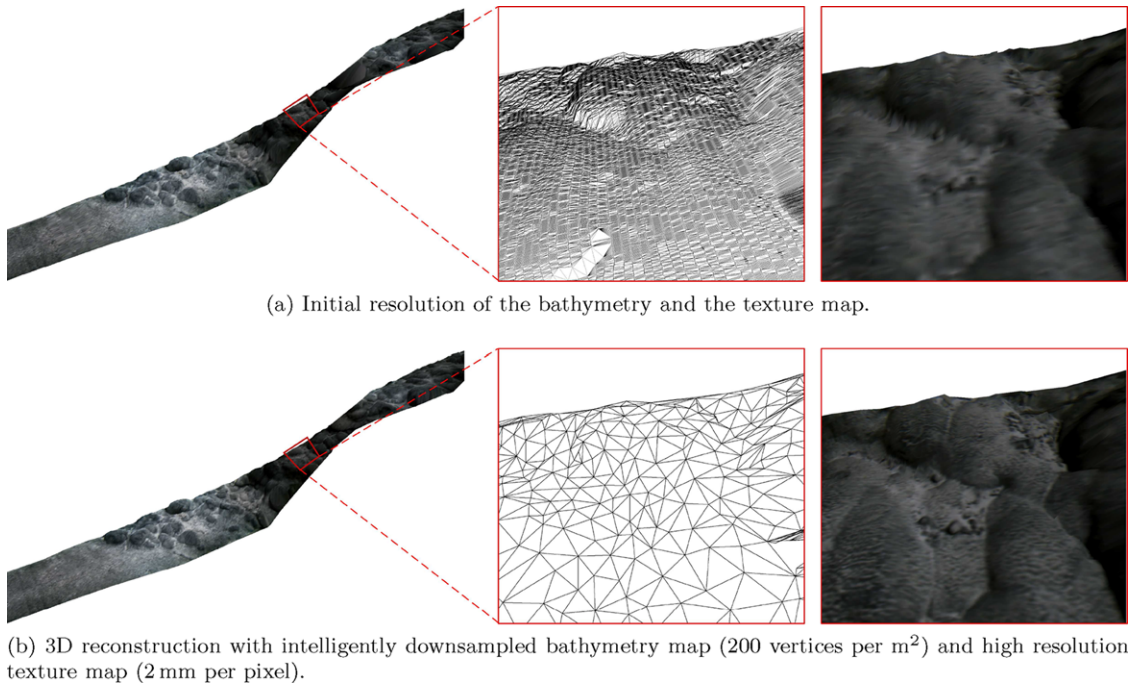 (a) Initial resolution of the bathymetry and the texture map.
(b) 3D reconstruction with intelligently downsampled bathymetry map (200 vertices per m²) and high resolution
texture map (2 mm per pixel).